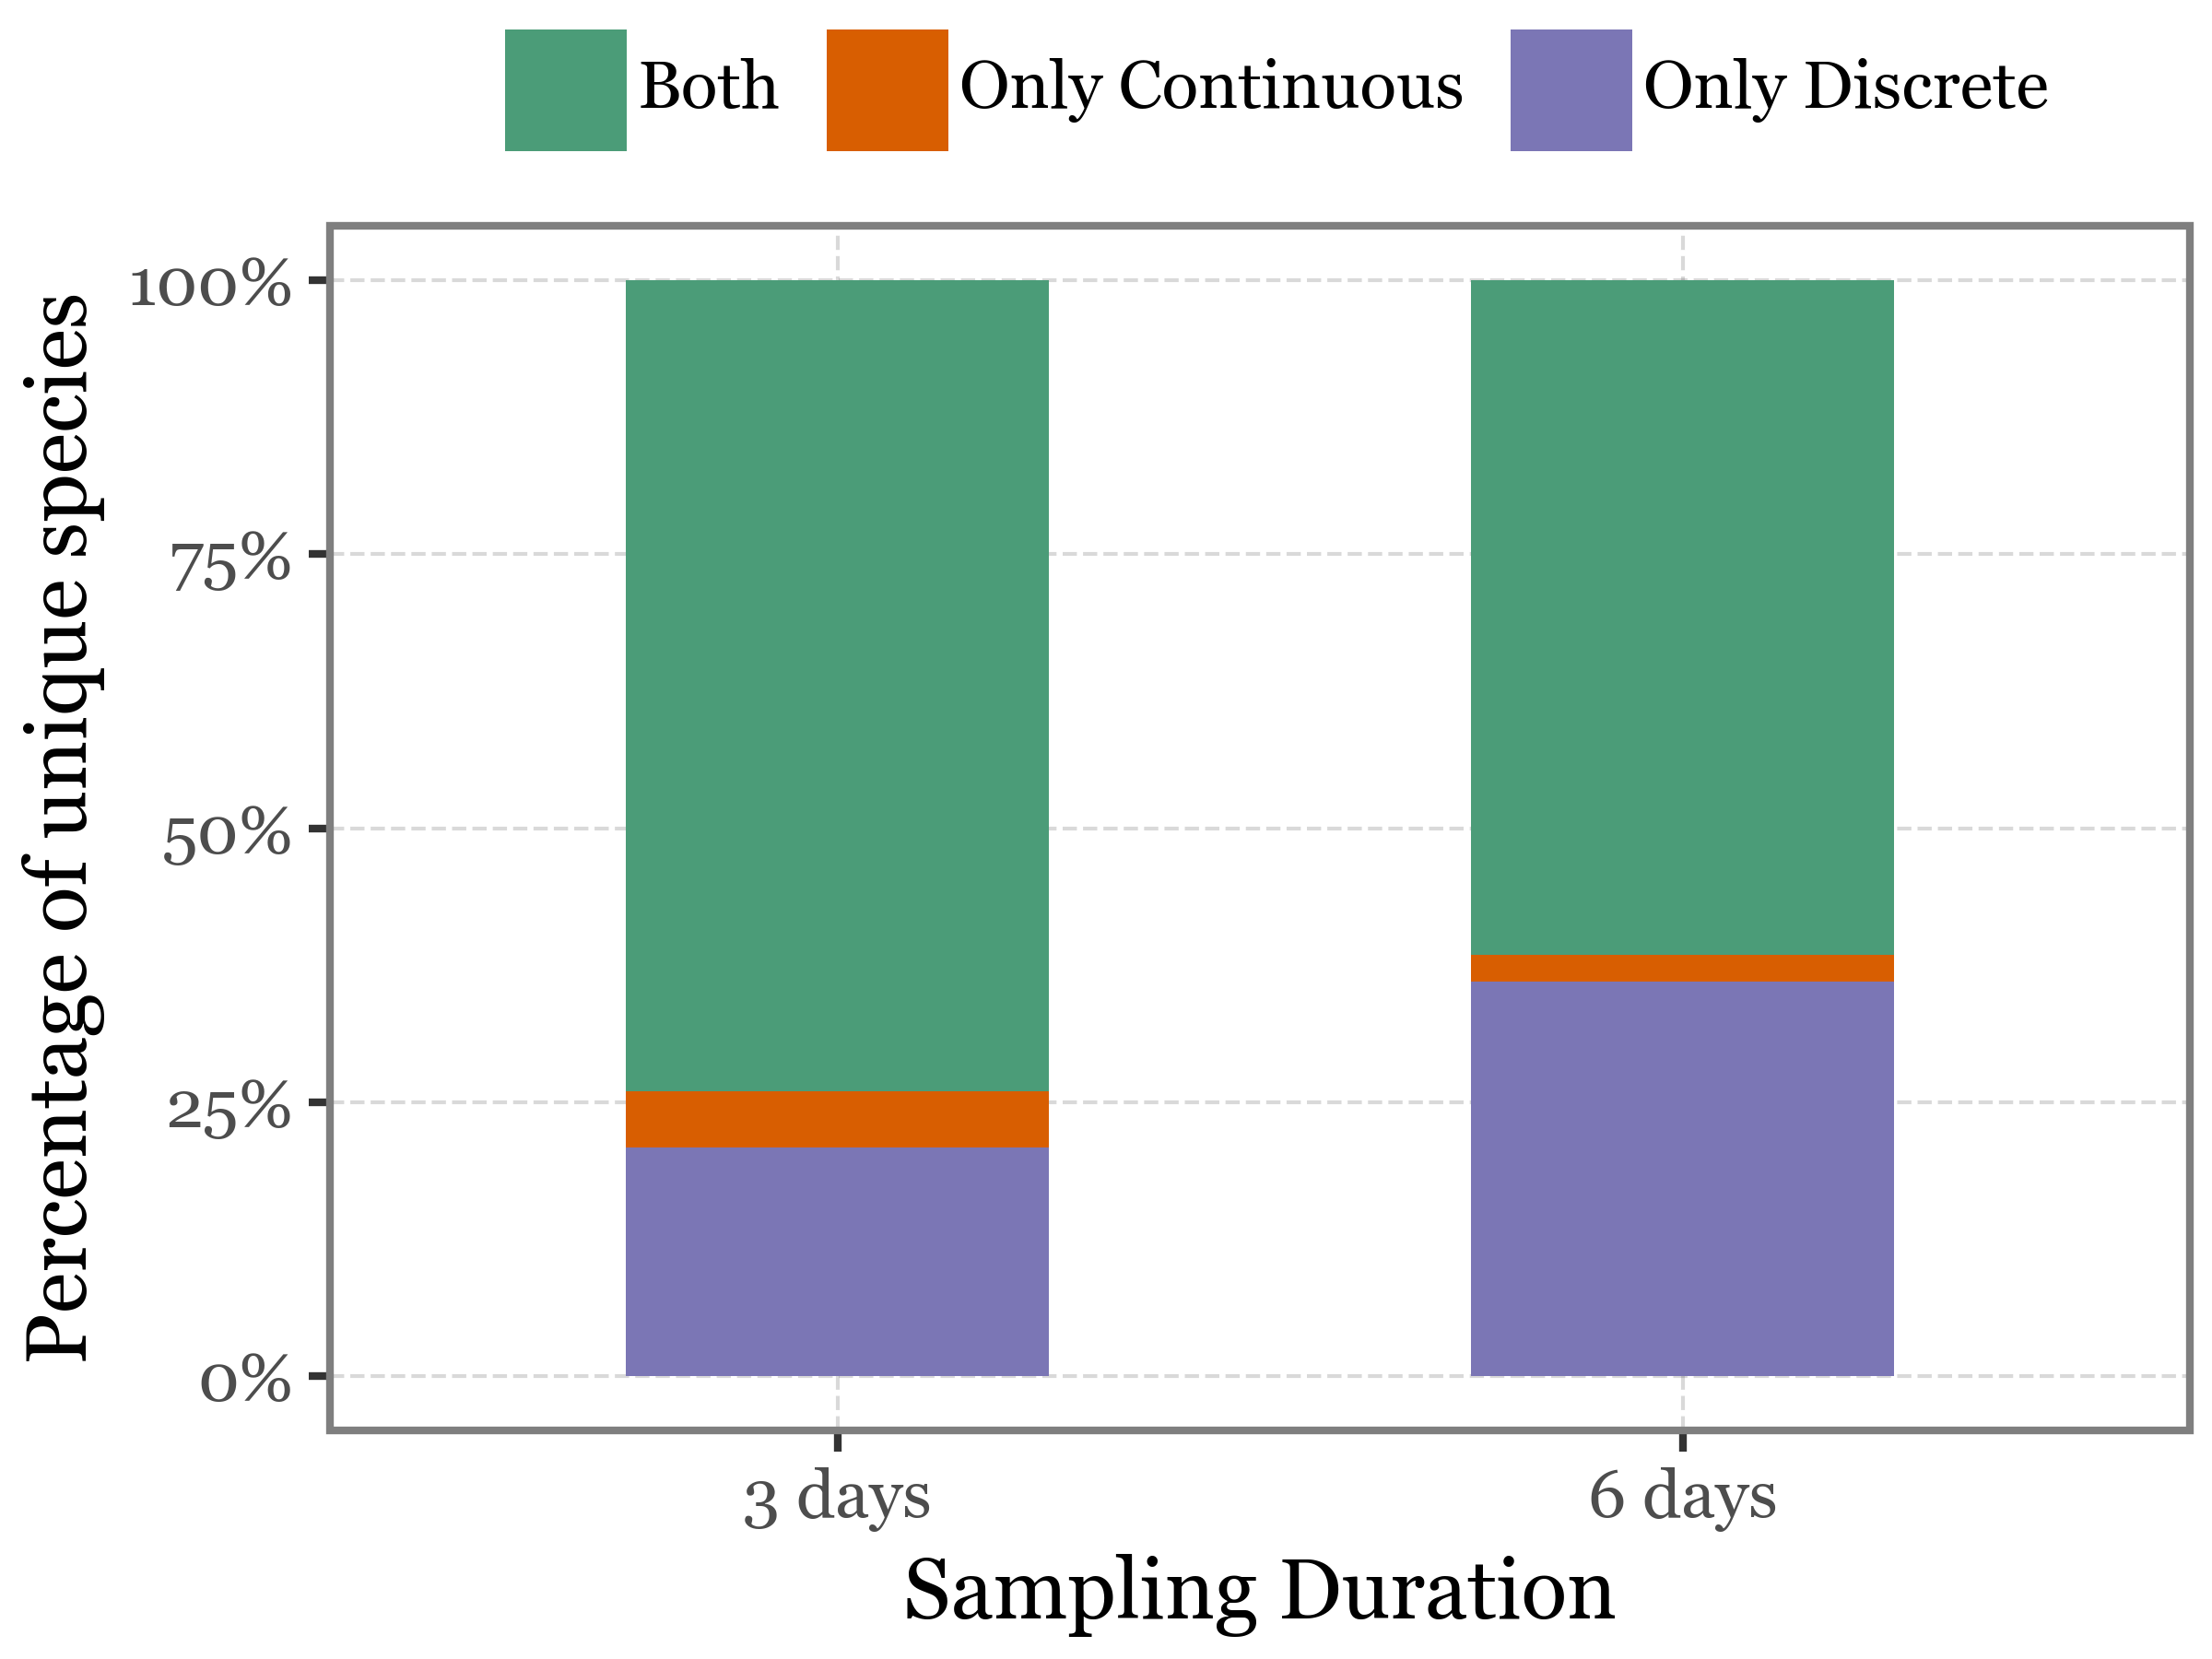 Both Only Continuous Only Discrete
Percentage of unique species
100%
75%
50%
25%
0%
3 days 6 days
Sampling Duration